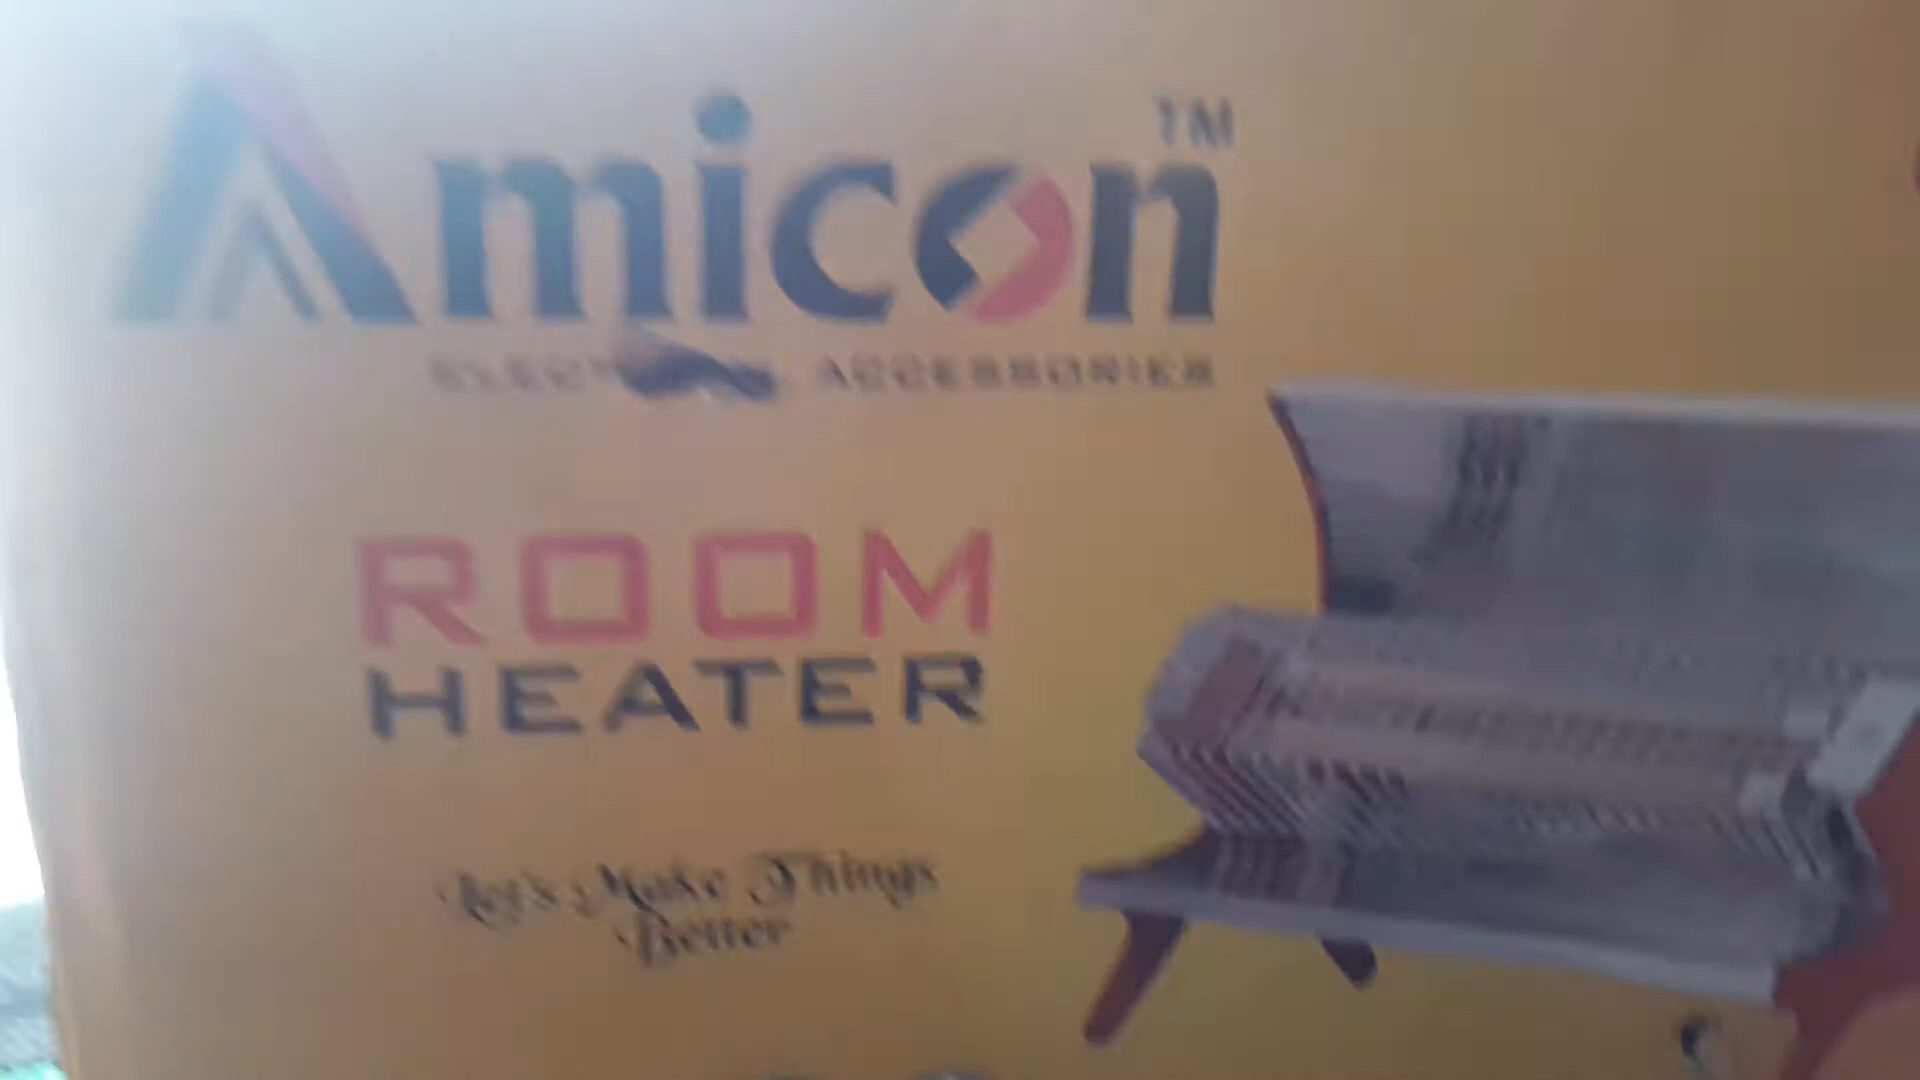 Amicon™
ACCESSORIES
ROOM
HEATER
Let's Make Things
Better